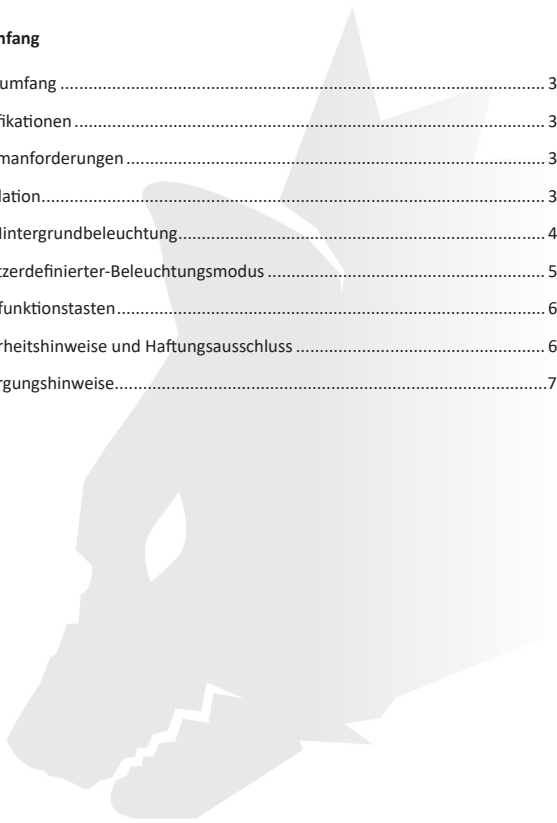 nfang
umfang ........................................................................................................................ 3
fikationen ..................................................................................................................... 3
manforderungen ........................................................................................................ 3
lation............................................................................................................................. 3
Hintergrundbeleuchtung............................................................................................ 4
tzerdefinierter-Beleuchtungsmodus ...................................................................... 5
funktionstasten .......................................................................................................... 6
rheitshinweise und Haftungsausschluss ............................................................... 6
rgungshinweise...........................................................................................................7